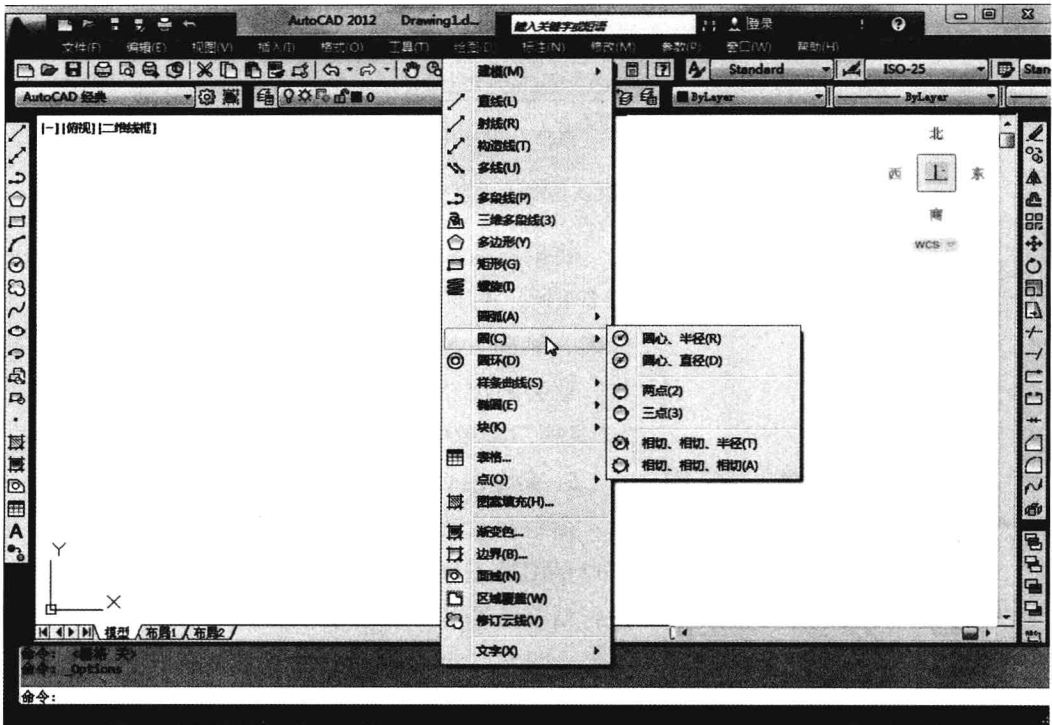 AutoCAD 2012 Drawing1.d...
键入关键字或短语
登录
文件(F) 编辑(E) 视图(V) 插入(I) 格式(O) 工具(T) 绘图(D) 标注(N) 修改(M) 参数(P) 窗口(W) 帮助(H)
Standard ISO-25 Stan
AutoCAD 经典 0 ByLayer ByLayer
[-][俯视][二维线框]
建模(M)
直线(L)
射线(R)
构造线(T)
多线(U)
多段线(P)
三维多段线(3)
多边形(Y)
矩形(G)
螺旋(I)
圆弧(A)
圆(C)
圆环(D)
样条曲线(S)
椭圆(E)
块(K)
表格...
点(O)
图案填充(H)...
渐变色...
边界(B)...
面域(N)
区域覆盖(W)
修订云线(V)
文字(X)
圆心、半径(R)
圆心、直径(D)
两点(2)
三点(3)
相切、相切、半径(T)
相切、相切、相切(A)
北
西 上 东
南
WCS
A
Y
X
模型 布局1 布局2
命令: <栅格 关>
命令: _Options
命令: